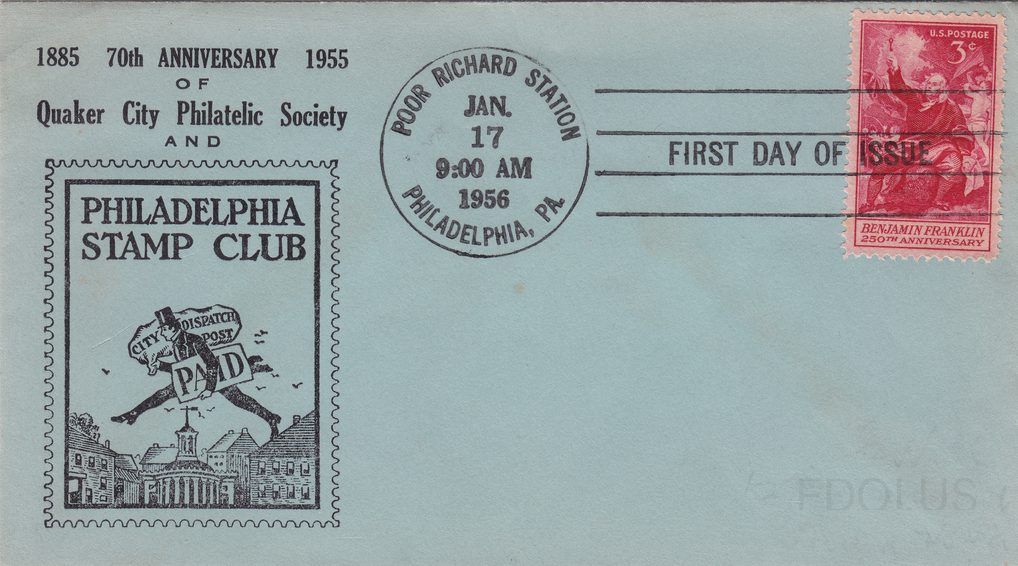 1885 70th ANNIVERSARY 1955
OF
Quaker City Philatelic Society
AND
PHILADELPHIA
STAMP CLUB
CITY DISPATCH
POST
PAID
POOR RICHARD STATION
JAN.
17
9:00 AM
1956
PHILADELPHIA, PA.
FIRST DAY OF ISSUE
U.S. POSTAGE
3¢
BENJAMIN FRANKLIN
250TH ANNIVERSARY
FDOI.US